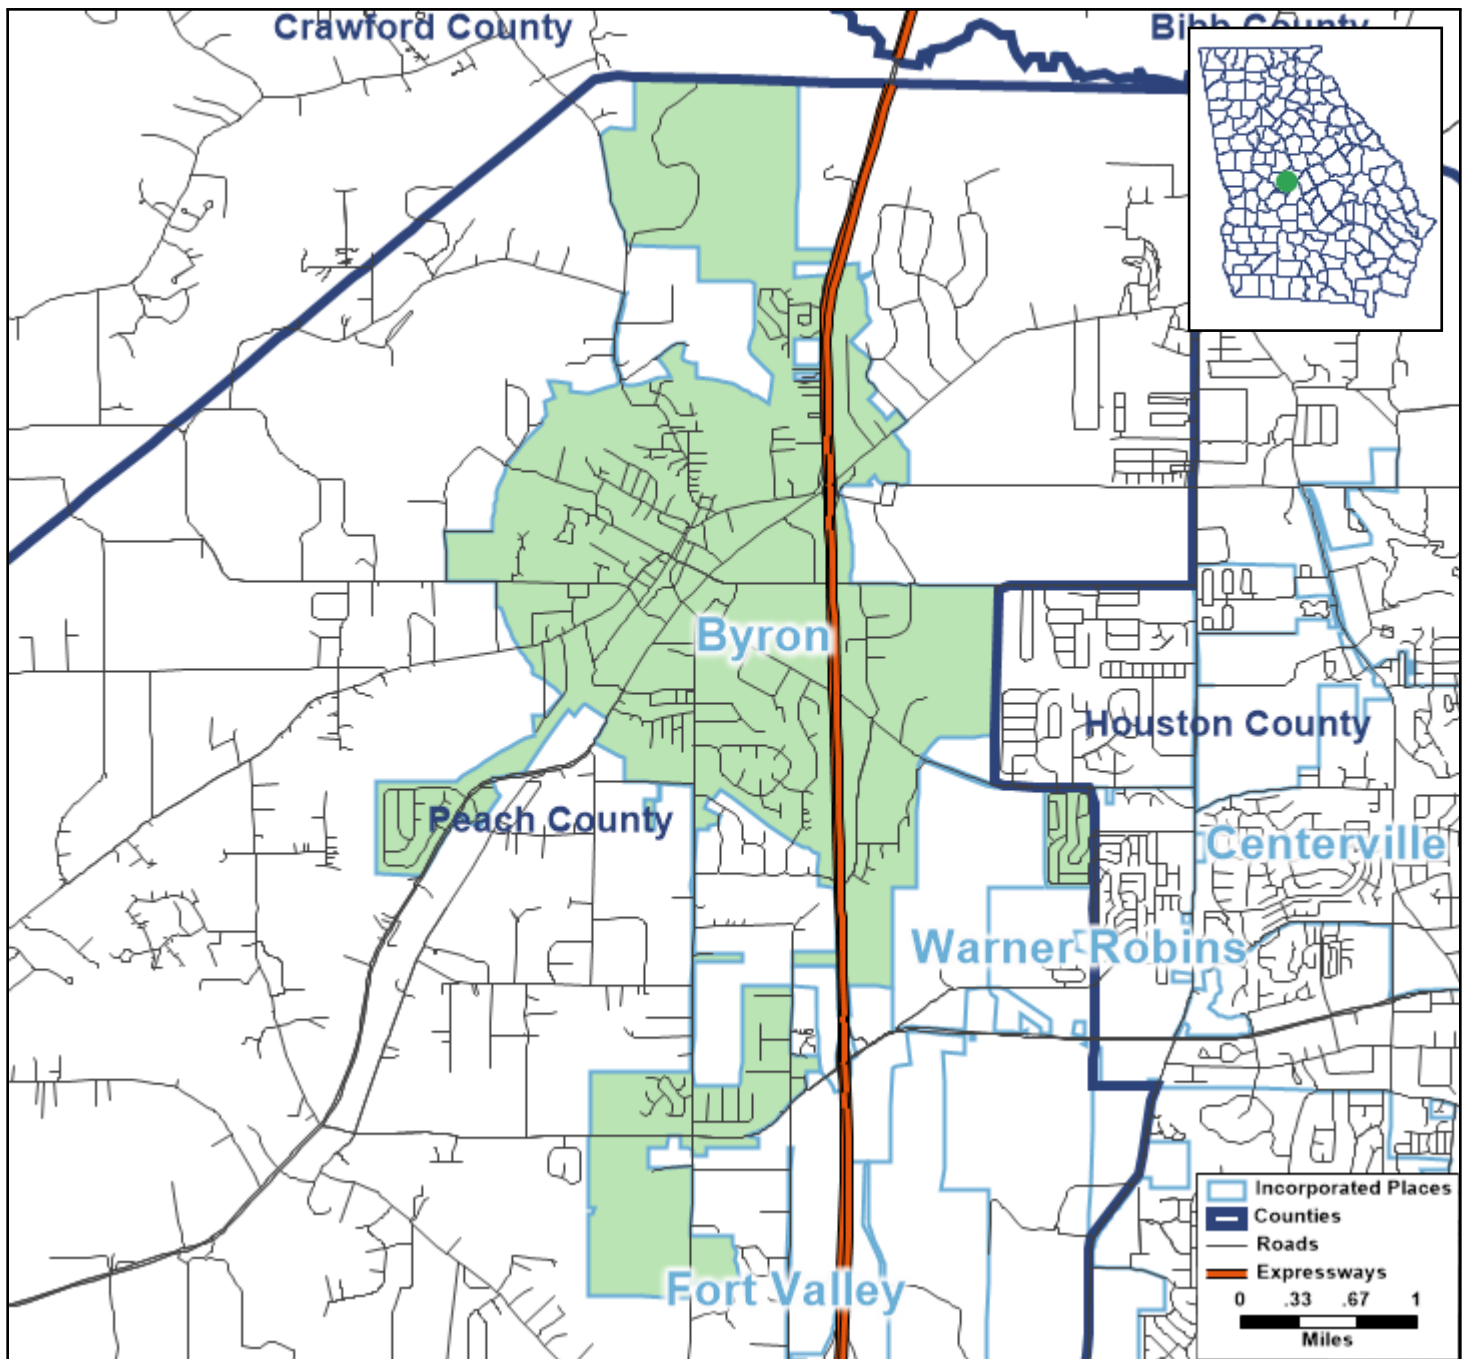 Crawford County
Bibb County
Byron
Houston County
Peach County
Centerville
Warner Robins
Fort Valley
Incorporated Places
Counties
Roads
Expressways
0 .33 .67 1
Miles